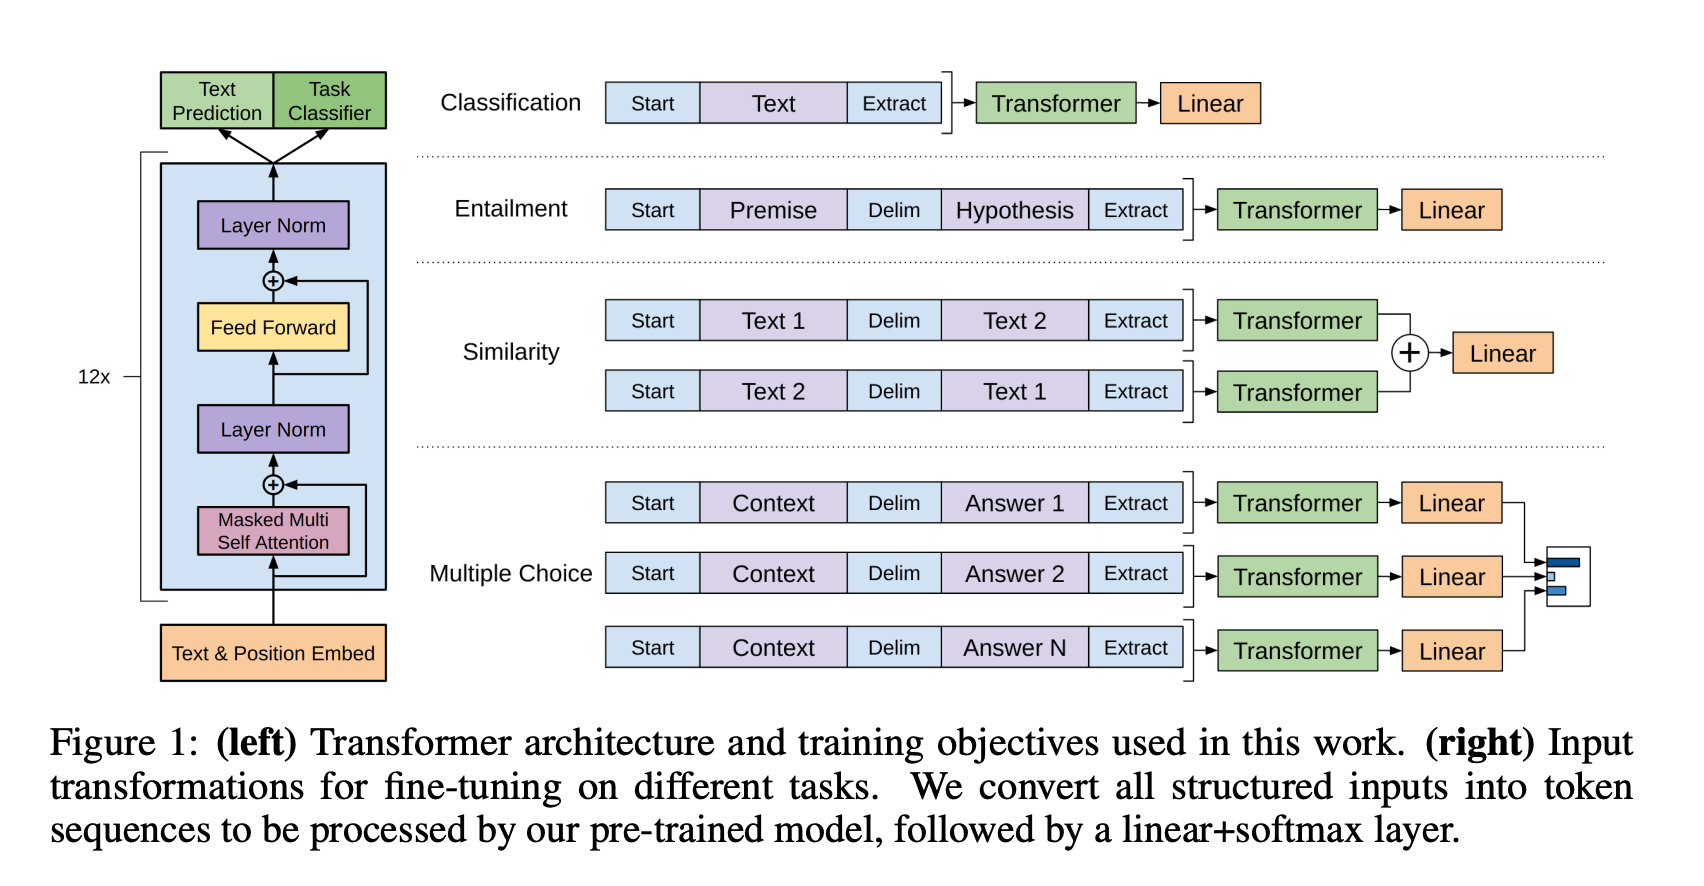 Text
Prediction
Task
Classifier
Layer Norm
+
Feed Forward
12x
Layer Norm
+
Masked Multi
Self Attention
Text & Position Embed
Classification
Start Text Extract Transformer Linear
Entailment
Start Premise Delim Hypothesis Extract Transformer Linear
Similarity
Start Text 1 Delim Text 2 Extract Transformer
+ Linear
Start Text 2 Delim Text 1 Extract Transformer
Multiple Choice
Start Context Delim Answer 1 Extract Transformer Linear
Start Context Delim Answer 2 Extract Transformer Linear
Start Context Delim Answer N Extract Transformer Linear
Figure 1: (left) Transformer architecture and training objectives used in this work. (right) Input
transformations for fine-tuning on different tasks. We convert all structured inputs into token
sequences to be processed by our pre-trained model, followed by a linear+softmax layer.